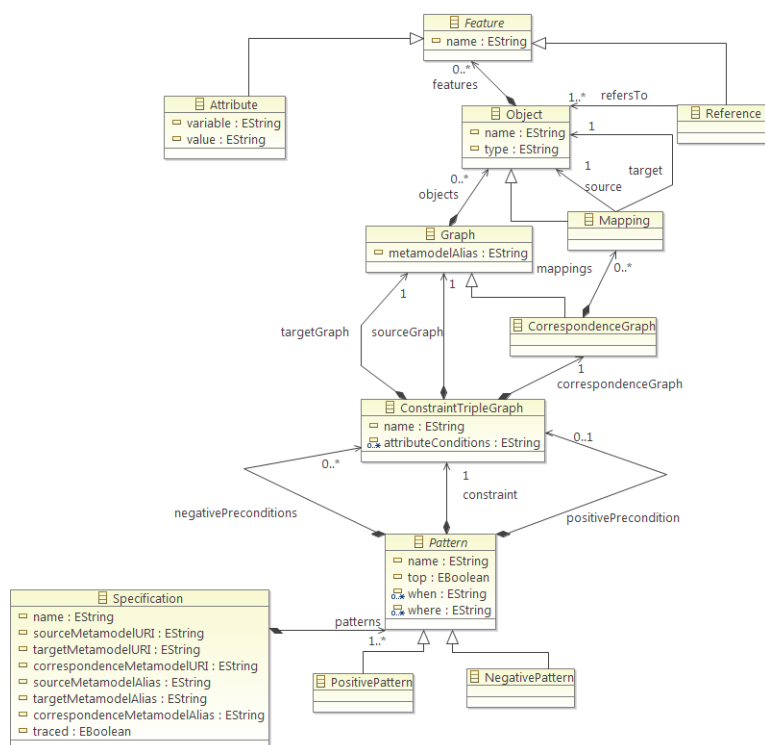 Feature
name : EString
0..*
features
Attribute
variable : EString
value : EString
1..*
refersTo
Object
name : EString
type : EString
Reference
1
1
target
source
0..*
objects
Mapping
Graph
metamodelAlias : EString
mappings
0..*
1
1
targetGraph
sourceGraph
CorrespondenceGraph
1
correspondenceGraph
ConstraintTripleGraph
name : EString
0..* attributeConditions : EString
0..*
0..1
1
constraint
negativePreconditions
positivePrecondition
Pattern
name : EString
top : EBoolean
0..* when : EString
0..* where : EString
Specification
name : EString
sourceMetamodelURI : EString
targetMetamodelURI : EString
correspondenceMetamodelURI : EString
sourceMetamodelAlias : EString
targetMetamodelAlias : EString
correspondenceMetamodelAlias : EString
traced : EBoolean
patterns
1..*
PositivePattern
NegativePattern